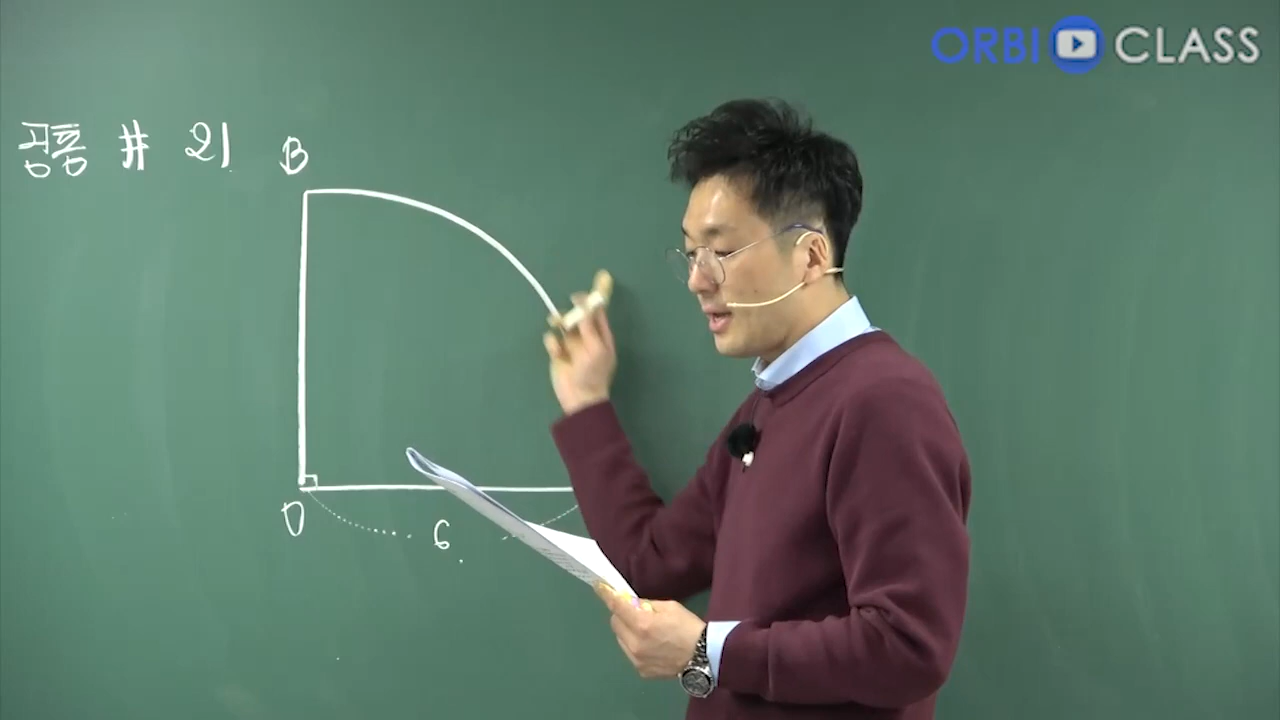 ORBI CLASS
공통 # 21.
B
O
6